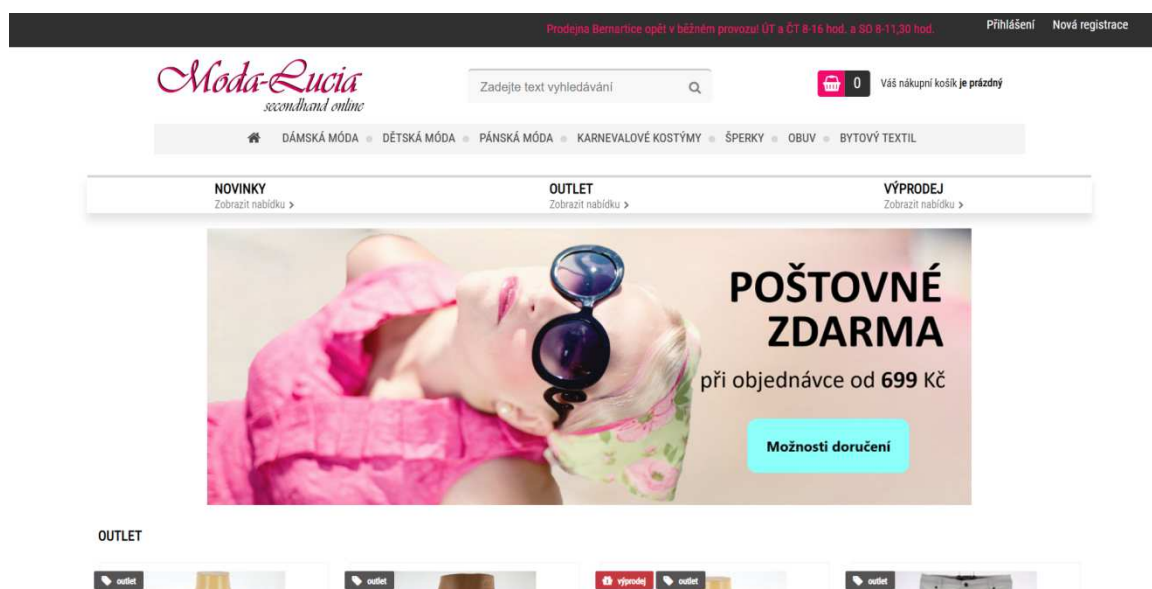 Prodejna Bernartice opět v běžném provozu! ÚT a ČT 8-16 hod. a SO 8-11,30 hod.
Přihlášení Nová registrace
Moda-Lucia
secondhand online
Zadejte text vyhledávání
0 Váš nákupní košík je prázdný
DÁMSKÁ MÓDA DĚTSKÁ MÓDA PÁNSKÁ MÓDA KARNEVALOVÉ KOSTÝMY ŠPERKY OBUV BYTOVÝ TEXTIL
NOVINKY OUTLET VÝPRODEJ
Zobrazit nabídku > Zobrazit nabídku > Zobrazit nabídku >
POŠTOVNÉ
ZDARMA
při objednávce od 699 Kč
Možnosti doručení
OUTLET
outlet outlet výprodej outlet outlet